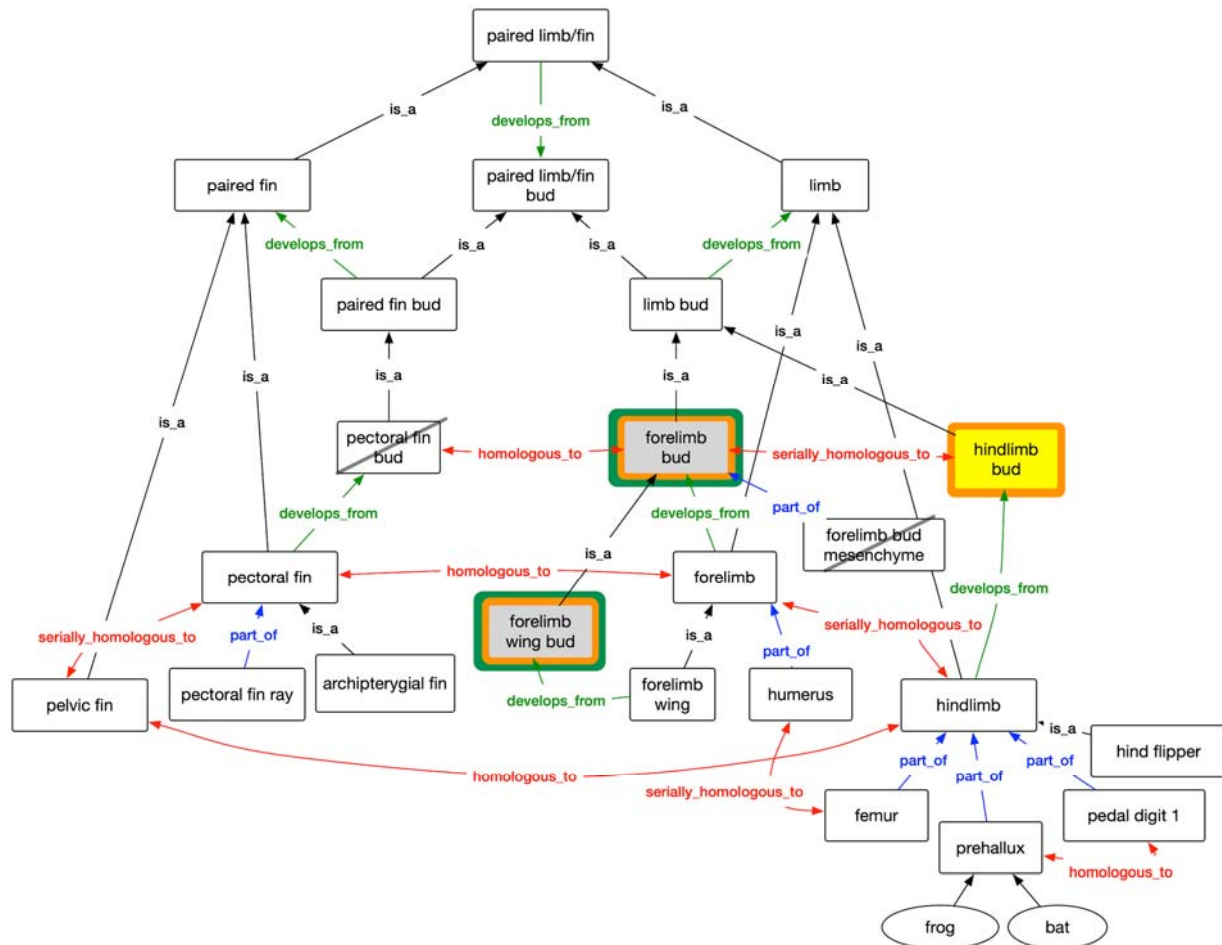 paired limb/fin
is_a
is_a
develops_from
paired fin
paired limb/fin
bud
limb
develops_from
is_a
is_a
develops_from
paired fin bud
limb bud
is_a
is_a
is_a
is_a
is_a
is_a
is_a
pectoral fin
bud
homologous_to
forelimb
bud
serially_homologous_to
hindlimb
bud
develops_from
develops_from
part_of
forelimb bud
mesenchyme
is_a
pectoral fin
homologous_to
forelimb
develops_from
forelimb
wing bud
serially_homologous_to
part_of
is_a
is_a
part_of
serially_homologous_to
pelvic fin
pectoral fin ray
archipterygial fin
develops_from
forelimb
wing
humerus
hindlimb
is_a
hind flipper
homologous_to
serially_homologous_to
part_of
part_of
part_of
femur
pedal digit 1
prehallux
homologous_to
frog
bat